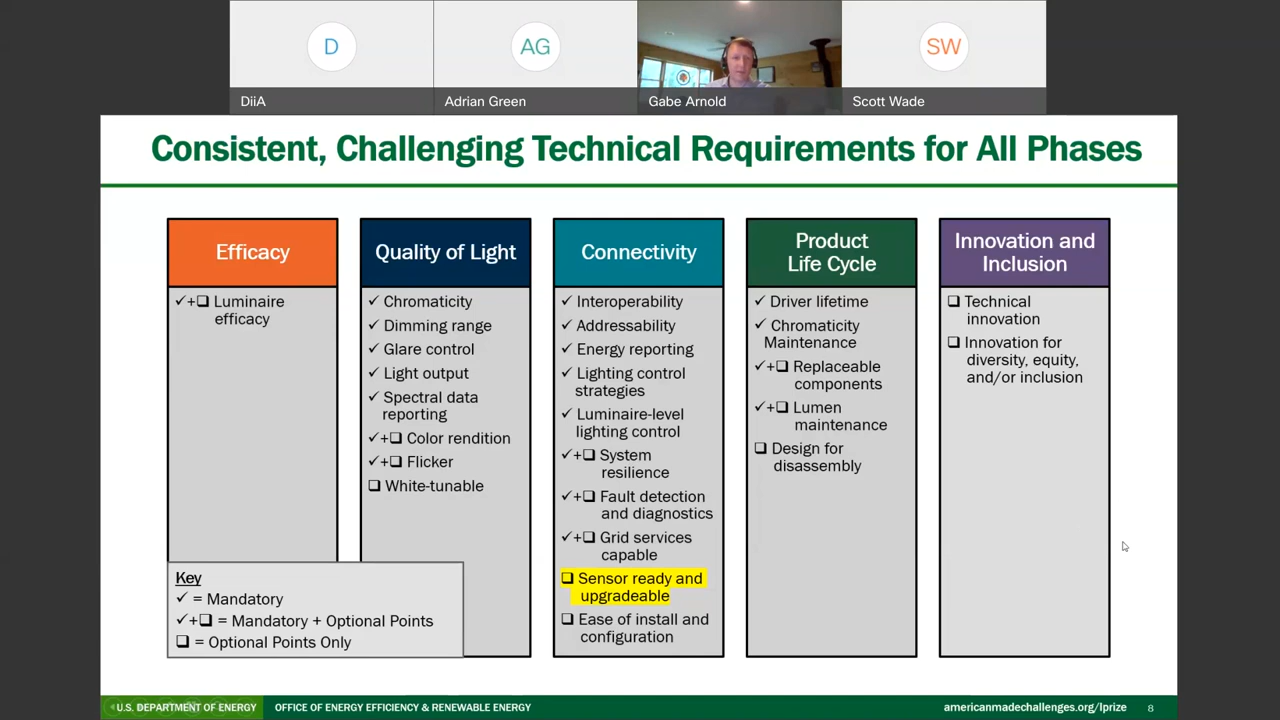 D
AG
SW
DiiA
Adrian Green
Gabe Arnold
Scott Wade
Consistent, Challenging Technical Requirements for All Phases
Efficacy
✓+❑ Luminaire
efficacy
Quality of Light
✓ Chromaticity
✓ Dimming range
✓ Glare control
✓ Light output
✓ Spectral data
reporting
✓+❑ Color rendition
✓+❑ Flicker
❑ White-tunable
Connectivity
✓ Interoperability
✓ Addressability
✓ Energy reporting
✓ Lighting control
strategies
✓ Luminaire-level
lighting control
✓+❑ System
resilience
✓+❑ Fault detection
and diagnostics
✓+❑ Grid services
capable
❑ Sensor ready and
upgradeable
❑ Ease of install and
configuration
Product
Life Cycle
✓ Driver lifetime
✓ Chromaticity
Maintenance
✓+❑ Replaceable
components
✓+❑ Lumen
maintenance
❑ Design for
disassembly
Innovation and
Inclusion
❑ Technical
innovation
❑ Innovation for
diversity, equity,
and/or inclusion
Key
✓ = Mandatory
✓+❑ = Mandatory + Optional Points
❑ = Optional Points Only
U.S. DEPARTMENT OF ENERGY
OFFICE OF ENERGY EFFICIENCY & RENEWABLE ENERGY
americanmadechallenges.org/lprize
8